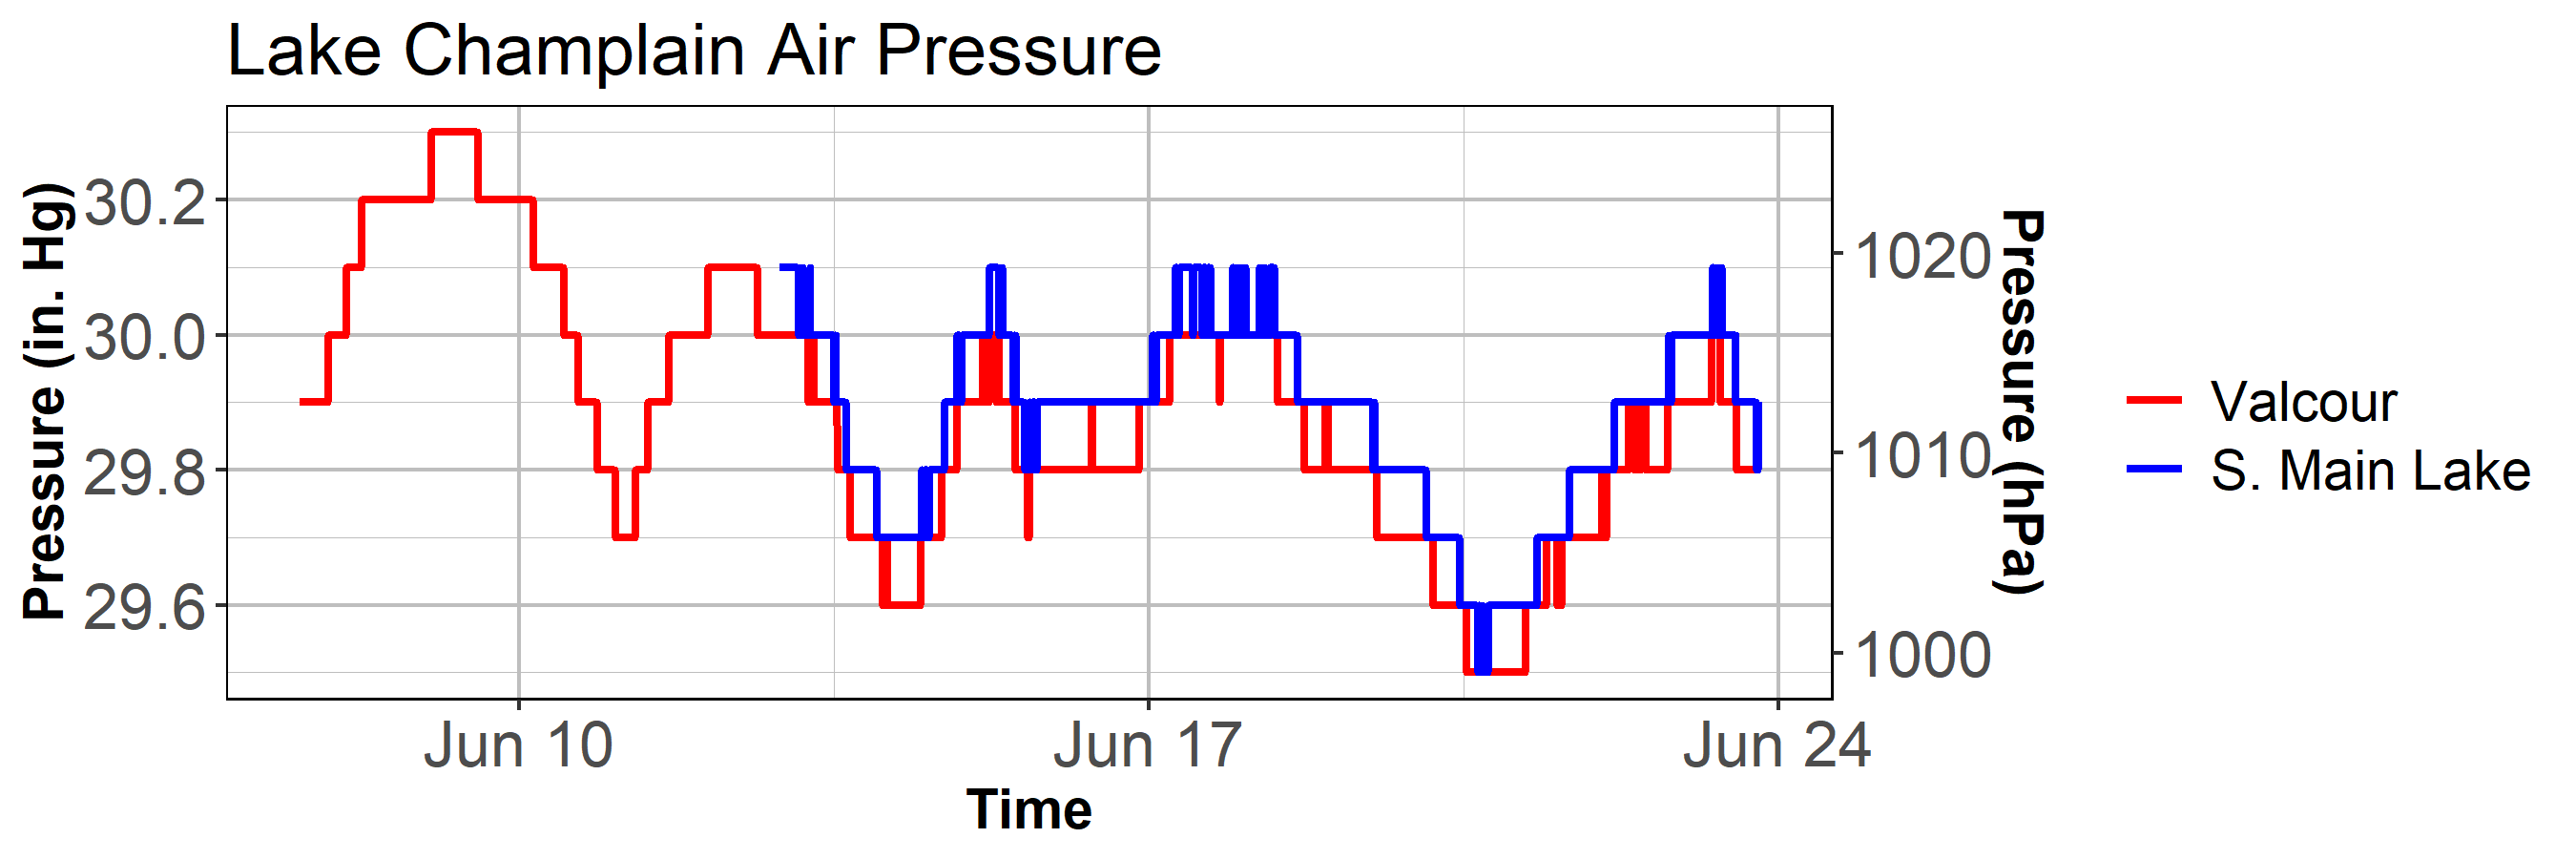 Lake Champlain Air Pressure
Pressure (in. Hg)
30.2
30.0
29.8
29.6
1020
1010
1000
Pressure (hPa)
Jun 10
Jun 17
Jun 24
Time
Valcour
S. Main Lake